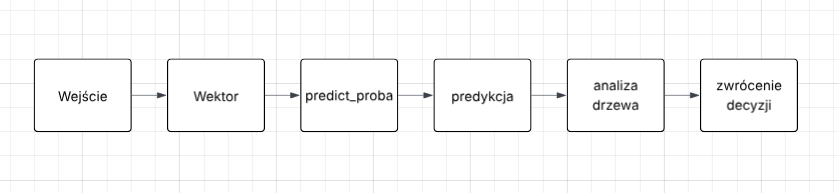 Wejście
Wektor
predict_proba
predykcja
analiza
drzewa
zwrócenie
decyzji